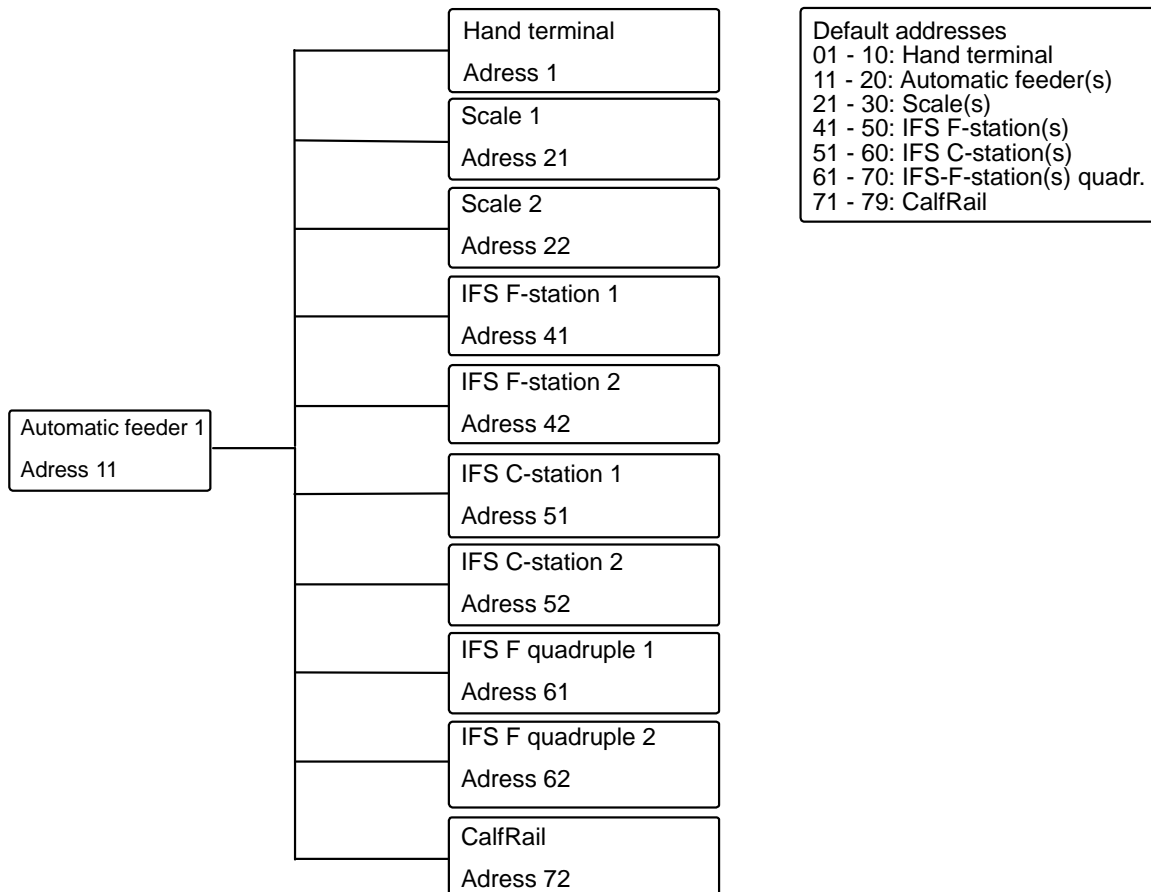 Hand terminal
Adress 1
Scale 1
Adress 21
Scale 2
Adress 22
IFS F-station 1
Adress 41
IFS F-station 2
Adress 42
Automatic feeder 1
Adress 11
IFS C-station 1
Adress 51
IFS C-station 2
Adress 52
IFS F quadruple 1
Adress 61
IFS F quadruple 2
Adress 62
CalfRail
Adress 72
Default addresses
01 - 10: Hand terminal
11 - 20: Automatic feeder(s)
21 - 30: Scale(s)
41 - 50: IFS F-station(s)
51 - 60: IFS C-station(s)
61 - 70: IFS-F-station(s) quadr.
71 - 79: CalfRail